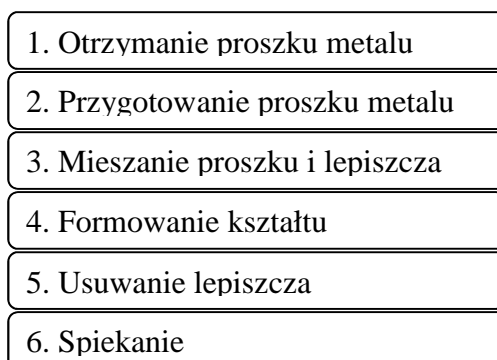 1. Otrzymanie proszku metalu
2. Przygotowanie proszku metalu
3. Mieszanie proszku i lepiszcza
4. Formowanie kształtu
5. Usuwanie lepiszcza
6. Spiekanie